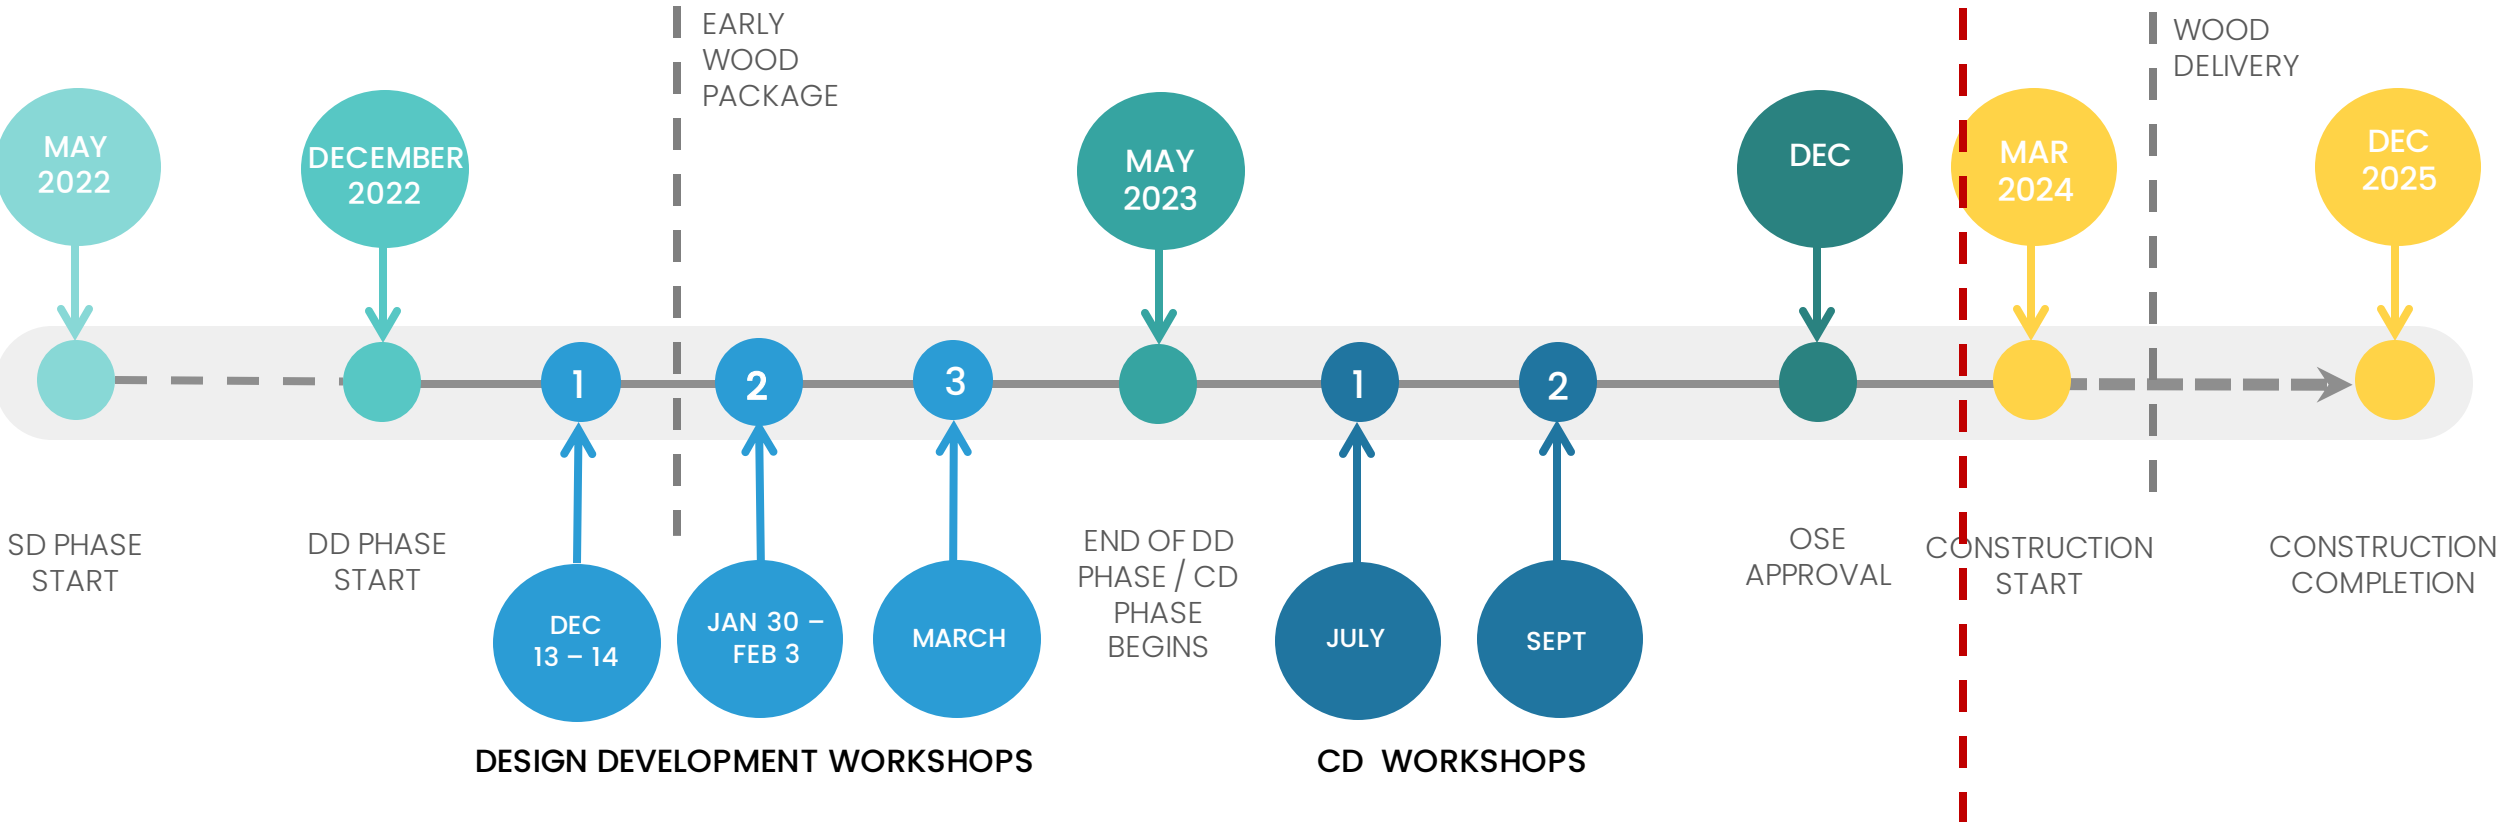 EARLY
WOOD
PACKAGE
WOOD
DELIVERY
MAY
2022
DECEMBER
2022
MAY
2023
DEC
MAR
2024
DEC
2025
1
2
3
1
2
SD PHASE
START
DD PHASE
START
END OF DD
PHASE / CD
PHASE
BEGINS
OSE
APPROVAL
CONSTRUCTION
START
CONSTRUCTION
COMPLETION
DEC
13 – 14
JAN 30 –
FEB 3
MARCH
JULY
SEPT
DESIGN DEVELOPMENT WORKSHOPS
CD WORKSHOPS